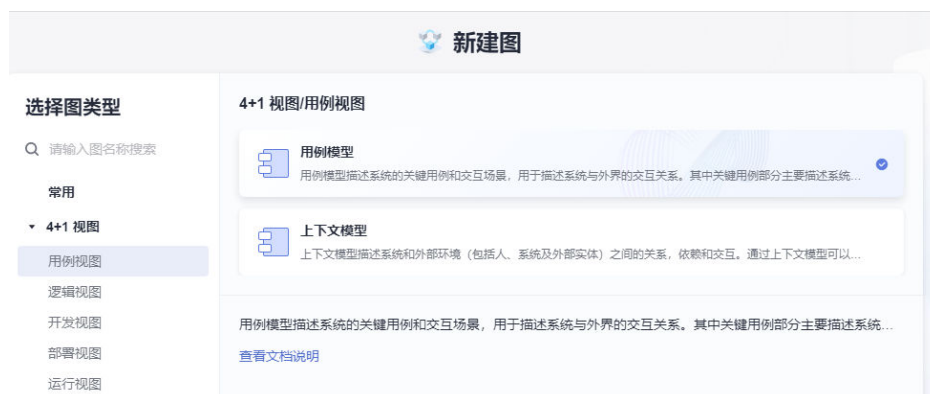 新建图
选择图类型
请输入图名称搜索
常用
4+1 视图
用例视图
逻辑视图
开发视图
部署视图
运行视图
4+1 视图/用例视图
用例模型
用例模型描述系统的关键用例和交互场景，用于描述系统与外界的交互关系。其中关键用例部分主要描述系统...
上下文模型
上下文模型描述系统和外部环境（包括人、系统及外部实体）之间的关系，依赖和交互。通过上下文模型可以...
用例模型描述系统的关键用例和交互场景，用于描述系统与外界的交互关系。其中关键用例部分主要描述系统...
查看文档说明